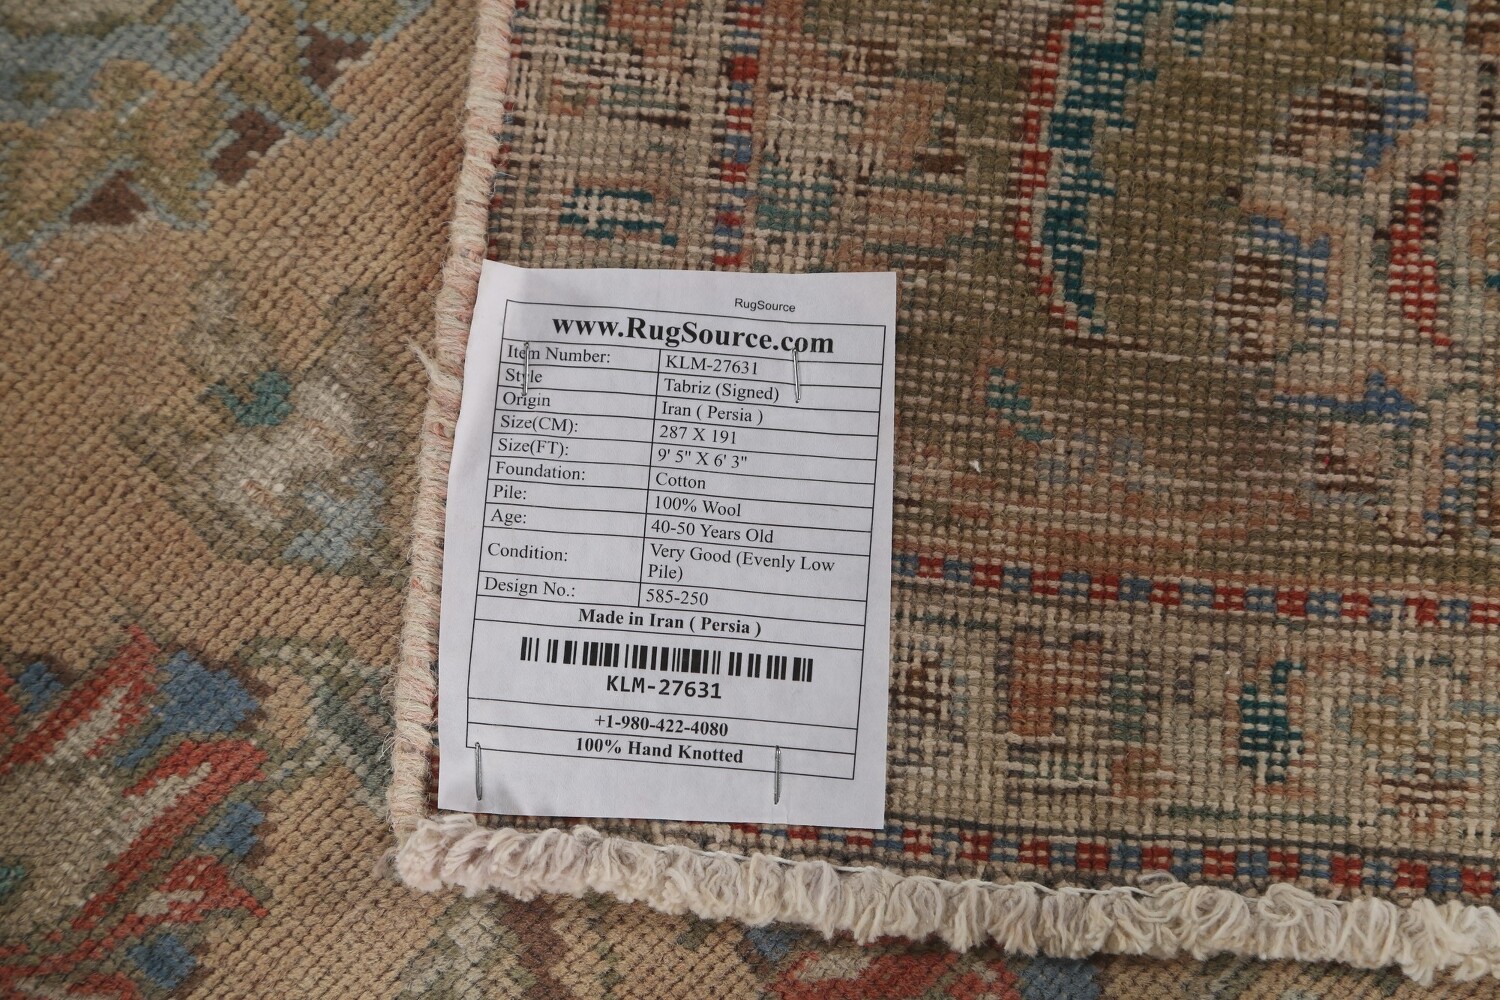 RugSource
www.RugSource.com
Item Number: KLM-27631
Style Tabriz (Signed)
Origin Iran ( Persia )
Size(CM): 287 X 191
Size(FT): 9' 5" X 6' 3"
Foundation: Cotton
Pile: 100% Wool
Age: 40-50 Years Old
Condition: Very Good (Evenly Low
Pile)
Design No.: 585-250
Made in Iran ( Persia )
KLM-27631
+1-980-422-4080
100% Hand Knotted